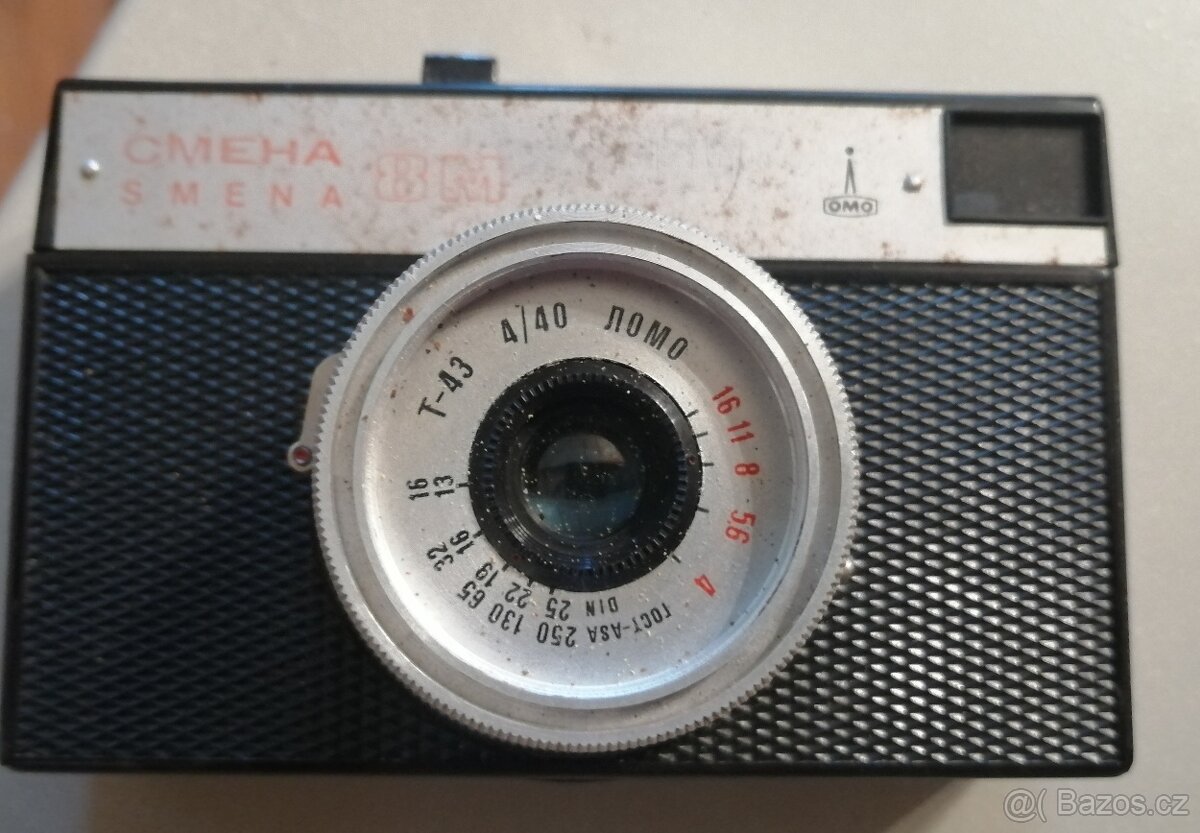 СМЕНА 8М
SMENA
ОМО
Т-43 4/40 ЛОМО
16 11 8 5,6 4
16 32 65 130 250 ГОСТ-ASA
13 16 19 22 25 DIN
@( Bazos.cz